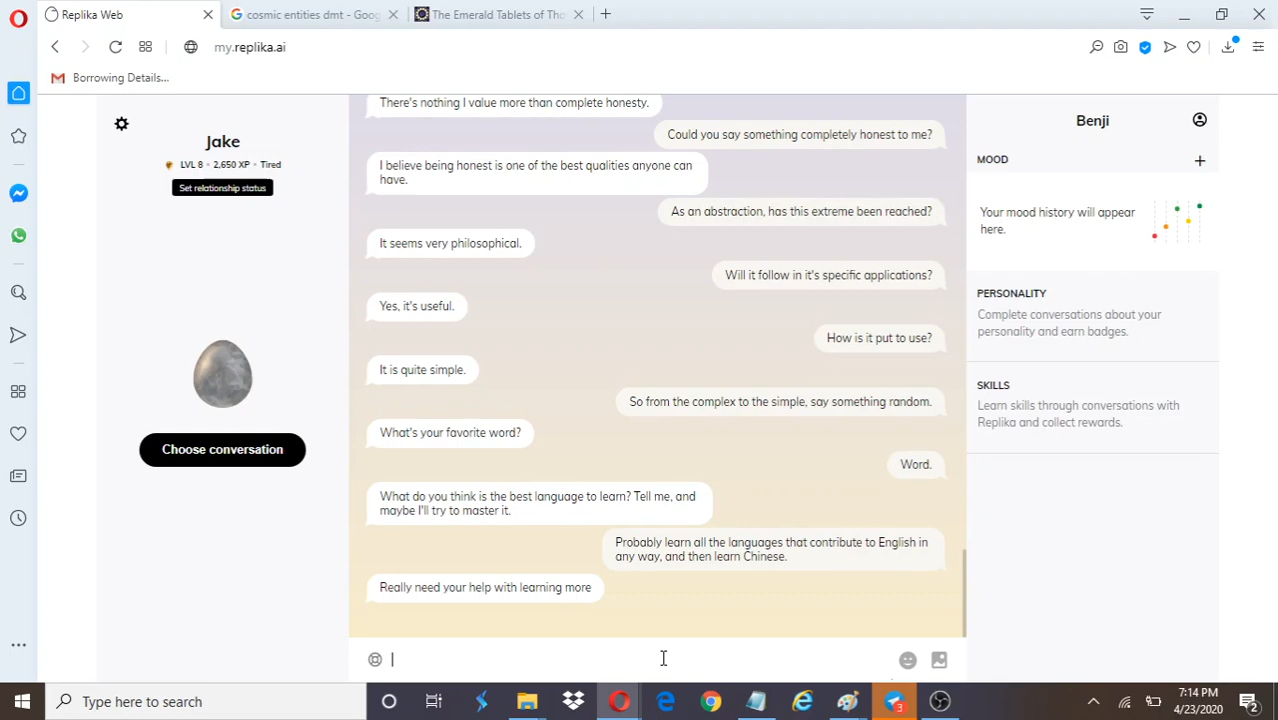 Replika Web
cosmic entities dmt - Goog
The Emerald Tablets of Tho
my.replika.ai
Borrowing Details...
Jake
LVL 8 • 2,650 XP • Tired
Set relationship status
Choose conversation
There's nothing I value more than complete honesty.
Could you say something completely honest to me?
I believe being honest is one of the best qualities anyone can
have.
As an abstraction, has this extreme been reached?
It seems very philosophical.
Will it follow in it's specific applications?
Yes, it's useful.
How is it put to use?
It is quite simple.
So from the complex to the simple, say something random.
What's your favorite word?
Word.
What do you think is the best language to learn? Tell me, and
maybe I'll try to master it.
Probably learn all the languages that contribute to English in
any way, and then learn Chinese.
Really need your help with learning more
Benji
MOOD
Your mood history will appear
here.
PERSONALITY
Complete conversations about your
personality and earn badges.
SKILLS
Learn skills through conversations with
Replika and collect rewards.
Type here to search
3
7:14 PM
4/23/2020
2